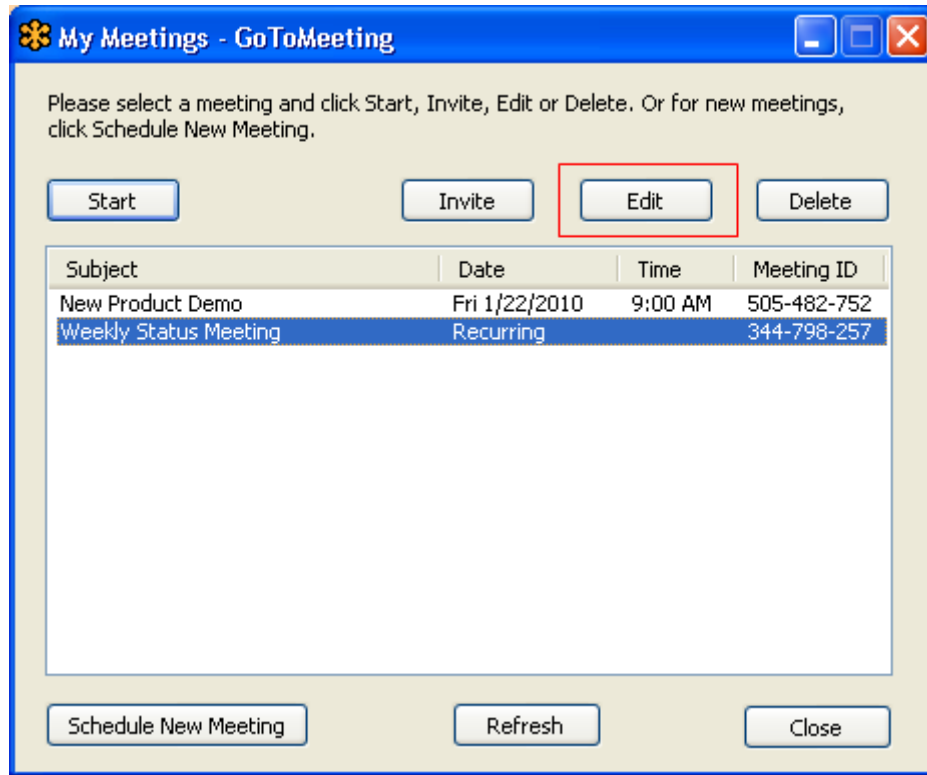 My Meetings - GoToMeeting
Please select a meeting and click Start, Invite, Edit or Delete. Or for new meetings,
click Schedule New Meeting.
Start Invite Edit Delete
Subject Date Time Meeting ID
New Product Demo Fri 1/22/2010 9:00 AM 505-482-752
Weekly Status Meeting Recurring 344-798-257
Schedule New Meeting Refresh Close